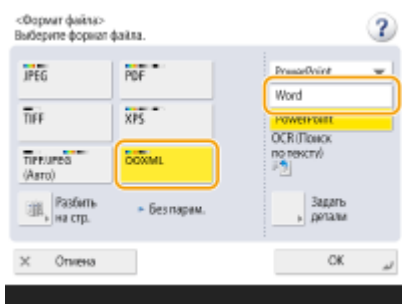 <Формат файла>
Выберите формат файла.
?
JPEG
PDF
PowerPoint
Word
TIFF
XPS
PowerPoint
OCR (Поиск
по тексту)
TIFF/JPEG
(Авто)
OOXML
Разбить
на стр.
Без парам.
Задать
детали
Отмена
OK